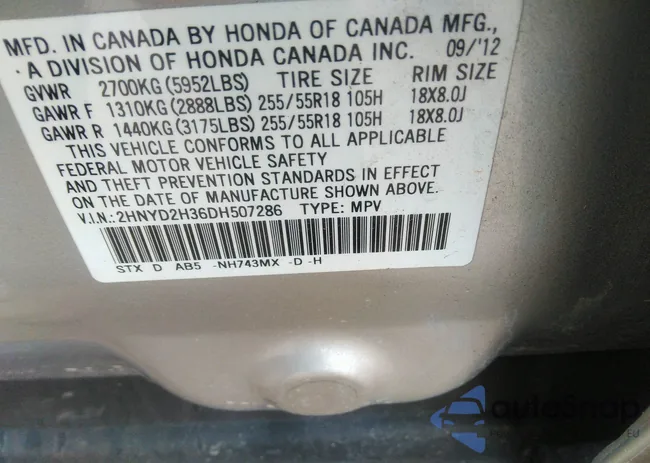 MFD. IN CANADA BY HONDA OF CANADA MFG.,
A DIVISION OF HONDA CANADA INC. 09/'12
GVWR 2700KG (5952LBS) TIRE SIZE RIM SIZE
GAWR F 1310KG (2888LBS) 255/55R18 105H 18X8.0J
GAWR R 1440KG (3175LBS) 255/55R18 105H 18X8.0J
THIS VEHICLE CONFORMS TO ALL APPLICABLE
FEDERAL MOTOR VEHICLE SAFETY
AND THEFT PREVENTION STANDARDS IN EFFECT
ON THE DATE OF MANUFACTURE SHOWN ABOVE.
V.I.N.: 2HNYD2H36DH507286 TYPE: MPV
STX D AB5 -NH743MX -D -H